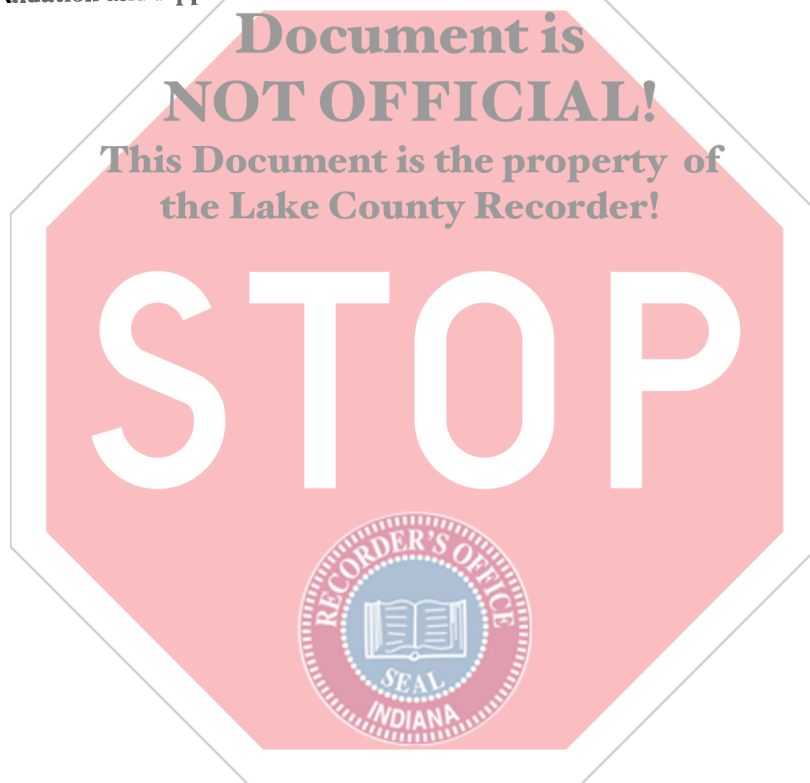 Document is
NOT OFFICIAL!
This Document is the property of
the Lake County Recorder!
STOP
RECORDER'S OFFICE
SEAL
INDIANA